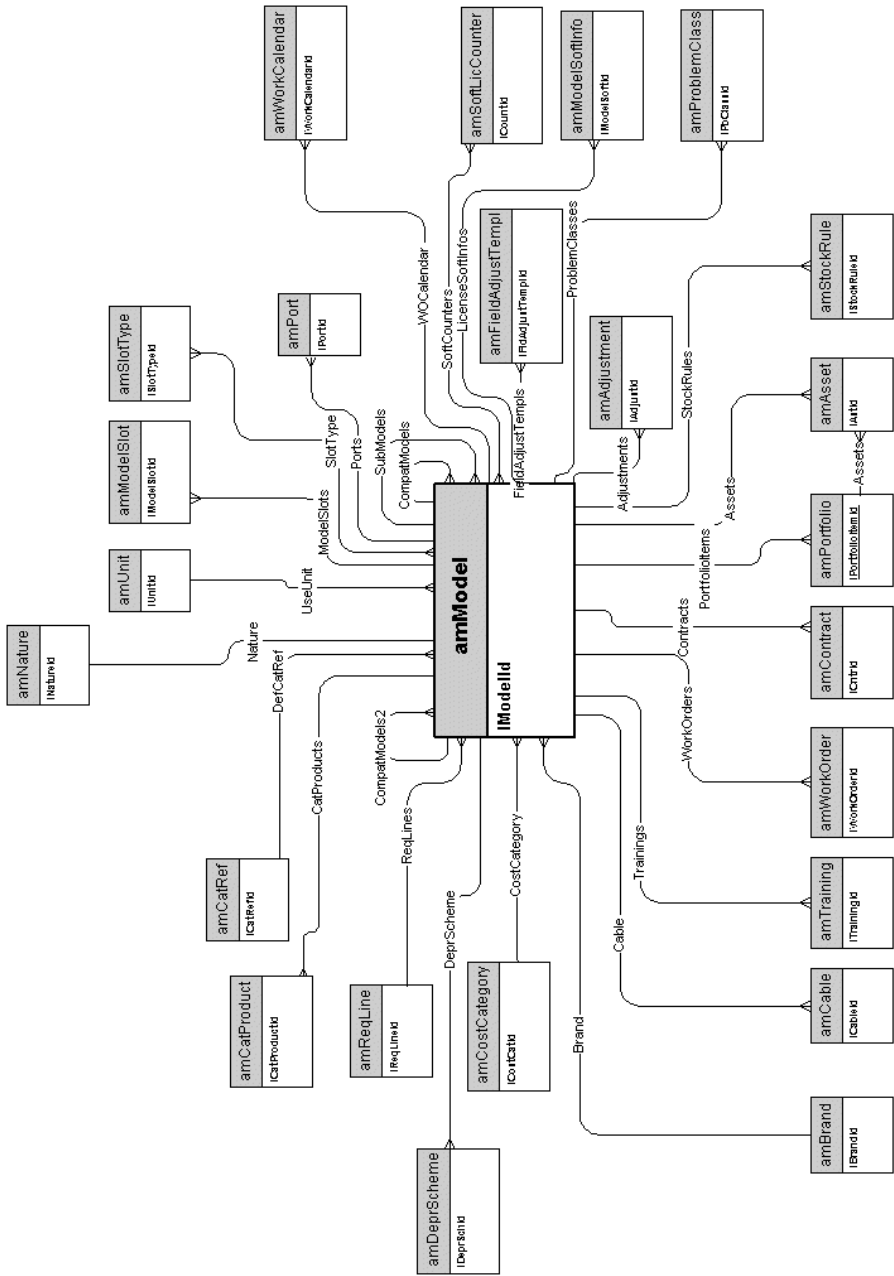 amNature
lNatureId
amUnit
lUnitId
amModelSlot
lModelSlotId
amSlotType
lSlotTypeId
amPort
lPortId
amWorkCalendar
lWorkCalendarId
amSoftLicCounter
lCountId
amModelSoftInfo
lModelSoftId
amProblemClass
lPbClassId
amFieldAdjustTempl
lFldAdjustTemplId
amAdjustment
lAdjustId
amStockRule
lStockRuleId
amAsset
lAstId
amPortfolio
lPortfolioItemId
amContract
lCntrId
amWorkOrder
lWorkOrderId
amTraining
lTrainingId
amCable
lCableId
amBrand
lBrandId
amCostCategory
lCostCatId
amReqLine
lReqLineId
amDeprScheme
lDeprSchId
amCatProduct
lCatProductId
amCatRef
lCatRefId
amModel
lModelId
Nature
UseUnit
ModelSlots
SlotType
Ports
SubModels
CompatModels
WOCalendar
SoftCounters
LicenseSoftInfos
FieldAdjustTempls
ProblemClasses
Adjustments
StockRules
Assets
Assets
PortfolioItems
Contracts
WorkOrders
Trainings
Cable
Brand
CostCategory
DeprScheme
ReqLines
CompatModels2
CatProducts
DefCatRef